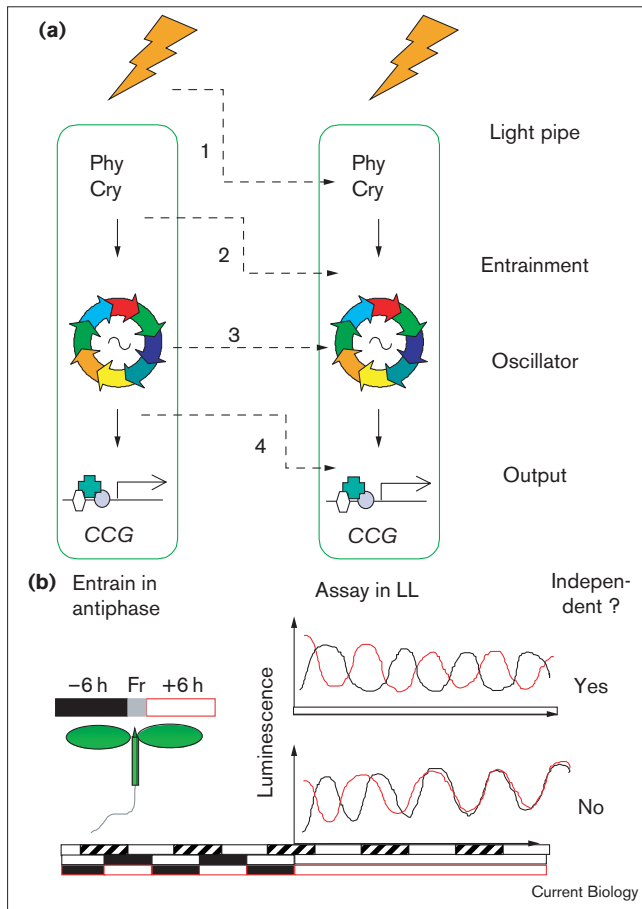 (a)
Phy
Cry
1
Phy
Cry
Light pipe
2
Entrainment
3
Oscillator
4
Output
CCG
CCG
(b) Entrain in
antiphase
Assay in LL
Indepen-
dent ?
–6 h Fr +6 h
Luminescence
Yes
No
Current Biology